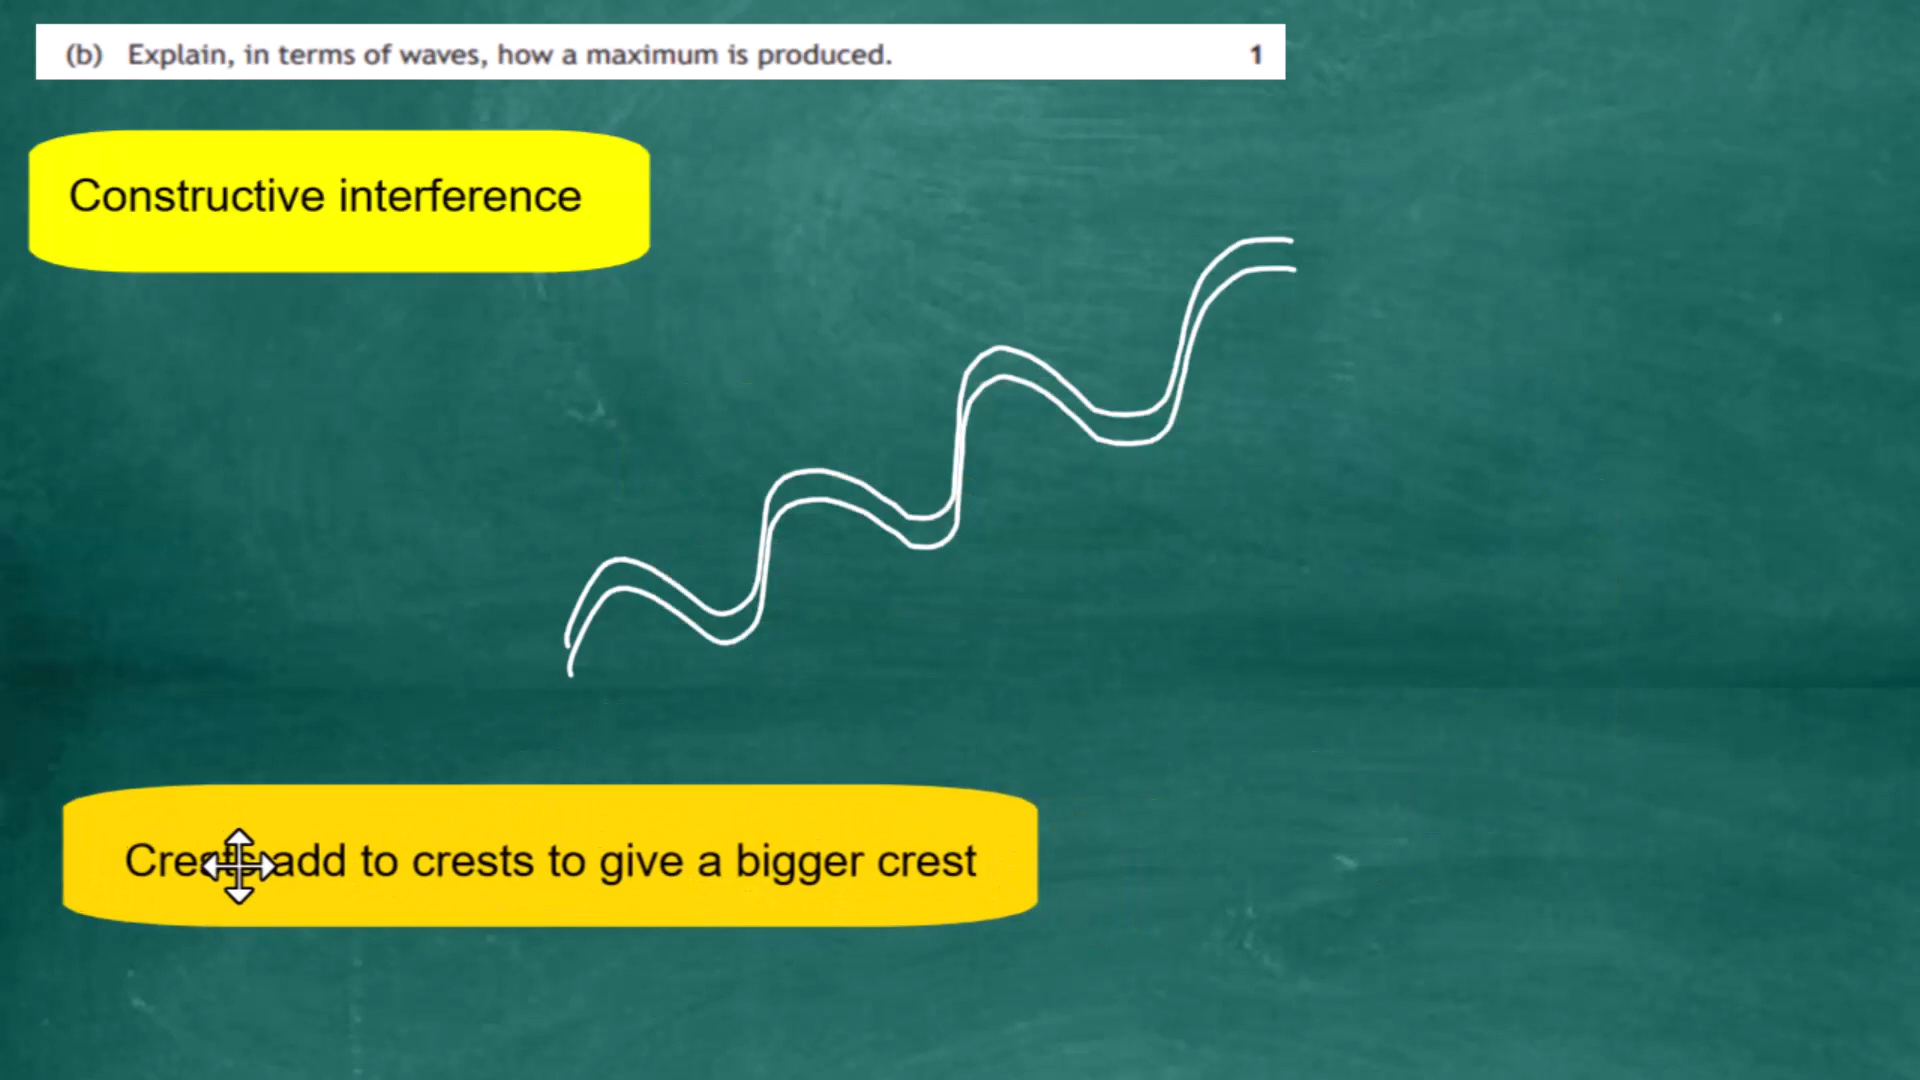 (b) Explain, in terms of waves, how a maximum is produced. 1
Constructive interference
Crests add to crests to give a bigger crest